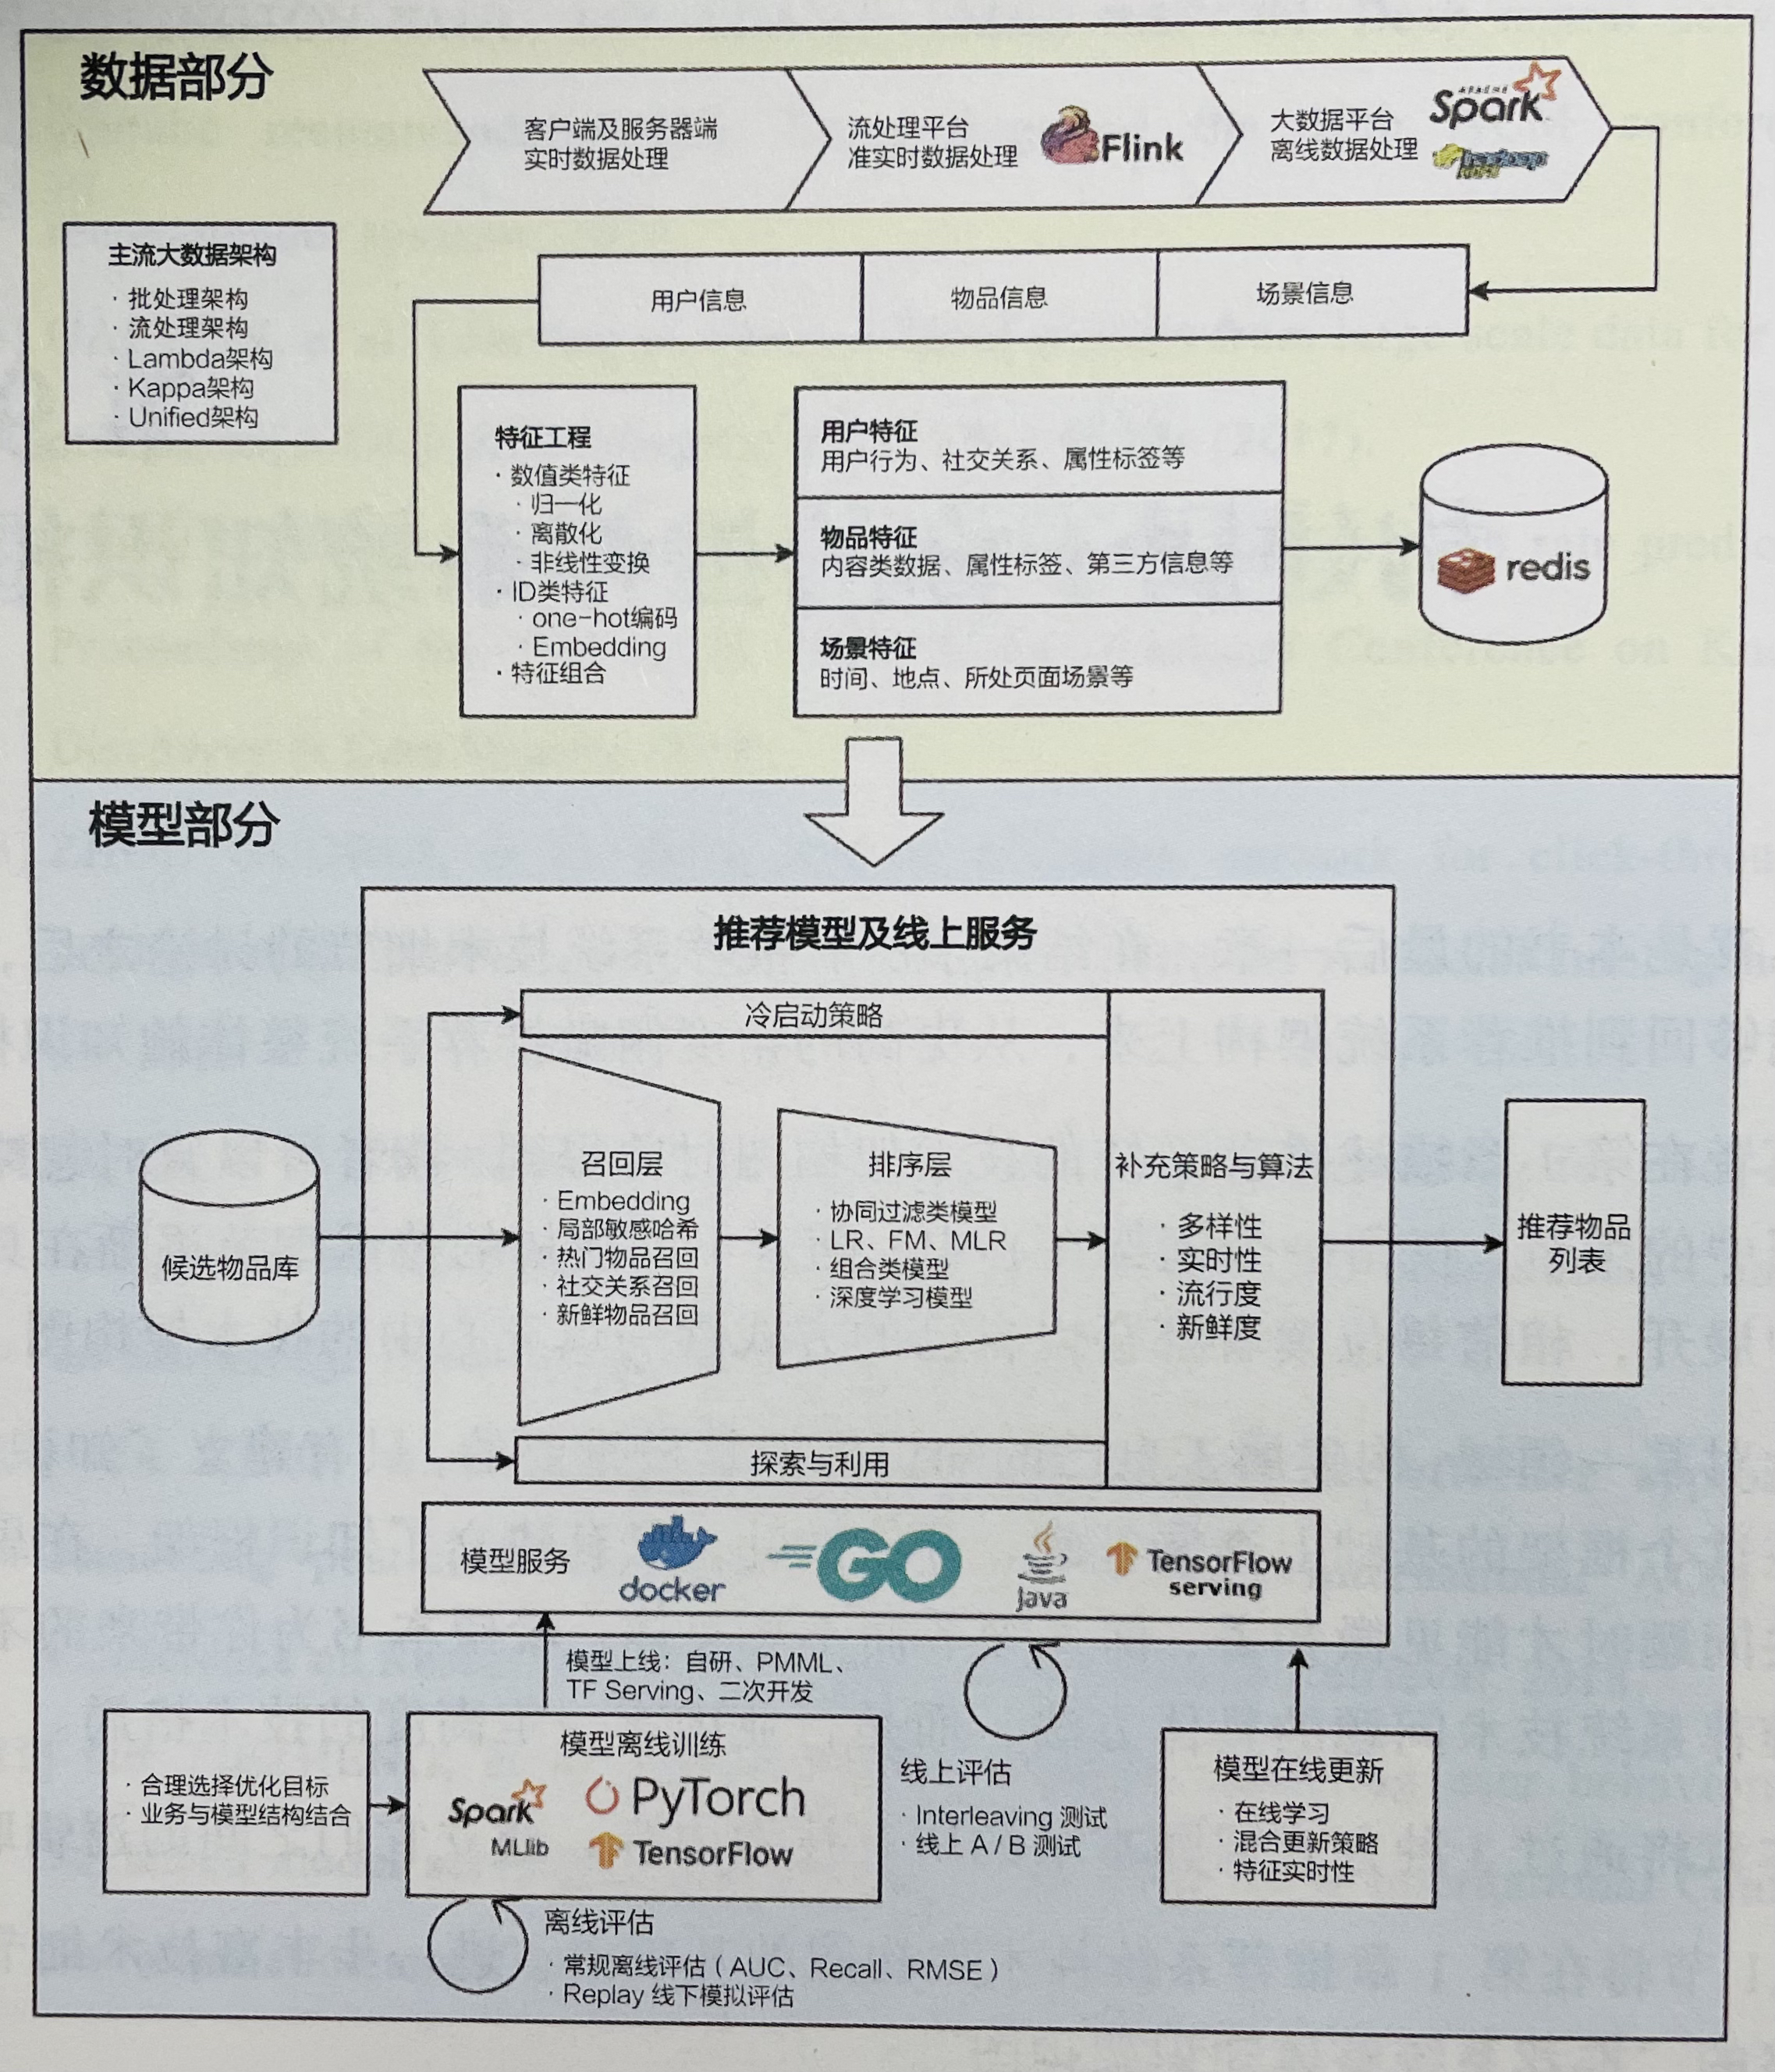 数据部分
客户端及服务器端
实时数据处理
流处理平台
准实时数据处理
Flink
大数据平台
离线数据处理
Spark
hadoop
主流大数据架构
· 批处理架构
· 流处理架构
· Lambda架构
· Kappa架构
· Unified架构
用户信息
物品信息
场景信息
特征工程
· 数值类特征
· 归一化
· 离散化
· 非线性变换
· ID类特征
· one-hot编码
· Embedding
· 特征组合
用户特征
用户行为、社交关系、属性标签等
物品特征
内容类数据、属性标签、第三方信息等
场景特征
时间、地点、所处页面场景等
redis
模型部分
推荐模型及线上服务
冷启动策略
候选物品库
召回层
· Embedding
· 局部敏感哈希
· 热门物品召回
· 社交关系召回
· 新鲜物品召回
排序层
· 协同过滤类模型
· LR、FM、MLR
· 组合类模型
· 深度学习模型
补充策略与算法
· 多样性
· 实时性
· 流行度
· 新鲜度
推荐物品
列表
探索与利用
模型服务
docker
GO
java
TensorFlow
serving
模型上线：自研、PMML、
TF Serving、二次开发
· 合理选择优化目标
· 业务与模型结构结合
模型离线训练
Spark
MLlib
PyTorch
TensorFlow
线上评估
· Interleaving 测试
· 线上 A / B 测试
模型在线更新
· 在线学习
· 混合更新策略
· 特征实时性
离线评估
· 常规离线评估（AUC、Recall、RMSE）
· Replay 线下模拟评估